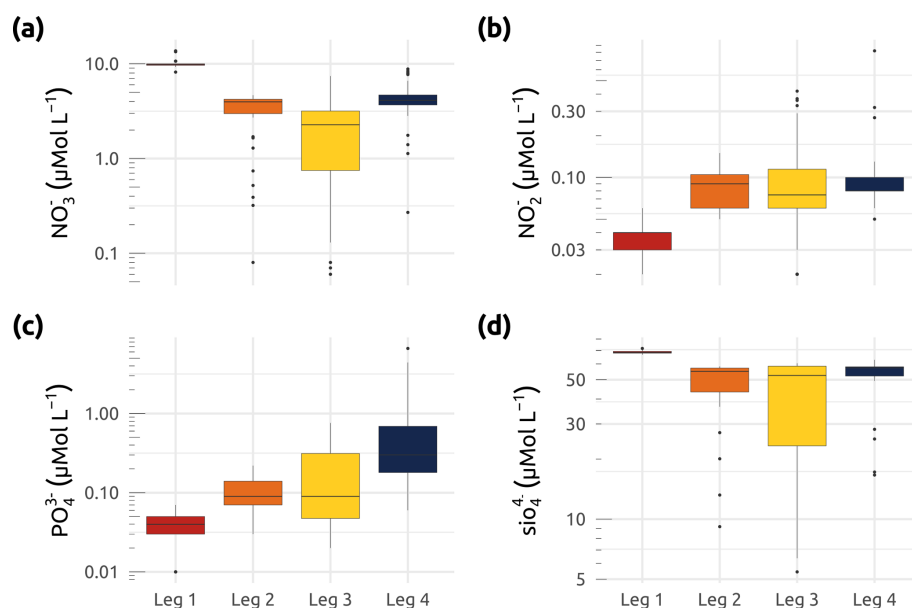 (a)
NO₃⁻ (µMol L⁻¹)
10.0
1.0
0.1
(b)
NO₂⁻ (µMol L⁻¹)
0.30
0.10
0.03
(c)
PO₄³⁻ (µMol L⁻¹)
1.00
0.10
0.01
Leg 1 Leg 2 Leg 3 Leg 4
(d)
sio₄⁴⁻ (µMol L⁻¹)
50
30
10
5
Leg 1 Leg 2 Leg 3 Leg 4